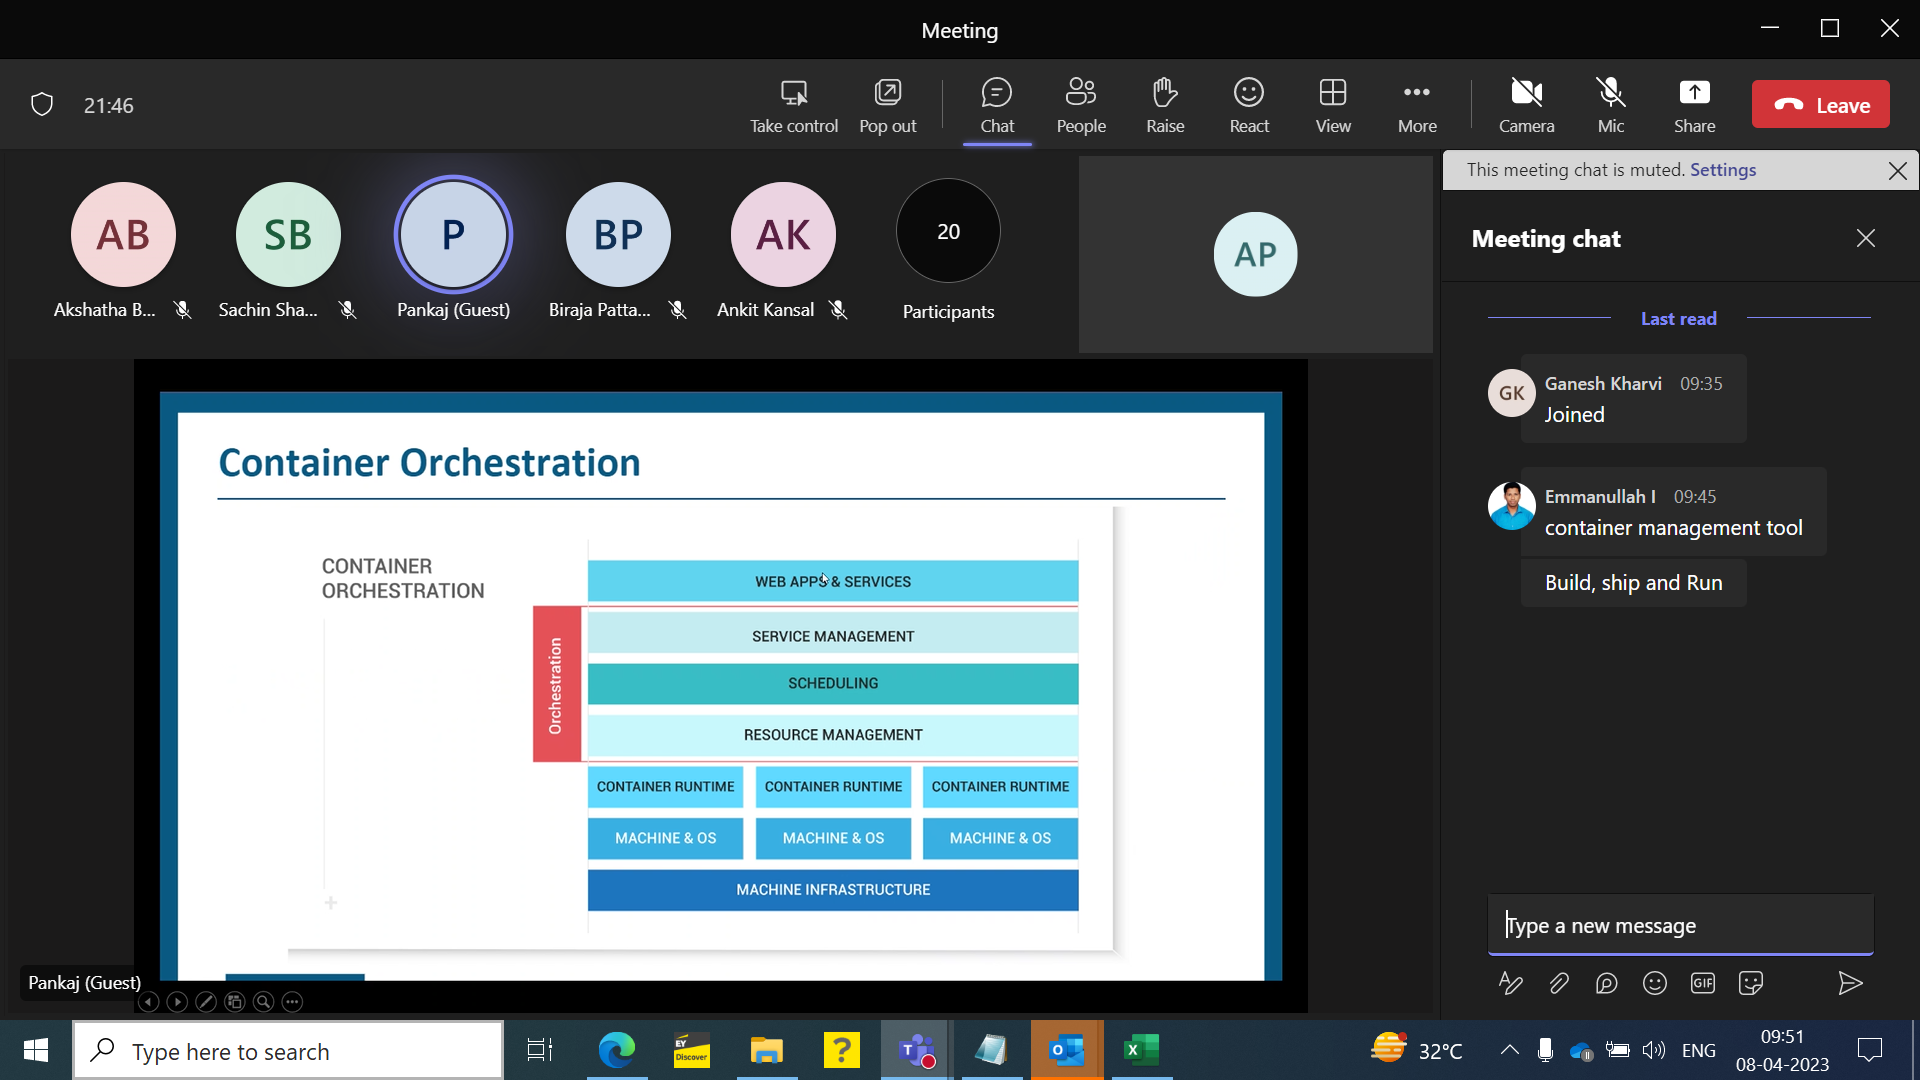 Meeting
21:46
Take control
Pop out
Chat
People
Raise
React
View
More
Camera
Mic
Share
Leave
AB
SB
P
BP
AK
20
AP
Akshatha B...
Sachin Sha...
Pankaj (Guest)
Biraja Patta...
Ankit Kansal
Participants
This meeting chat is muted. Settings
Meeting chat
Last read
GK
Ganesh Kharvi 09:35
Joined
Emmanullah I 09:45
container management tool
Build, ship and Run
Type a new message
GIF
Container Orchestration
CONTAINER
ORCHESTRATION
Orchestration
WEB APPS & SERVICES
SERVICE MANAGEMENT
SCHEDULING
RESOURCE MANAGEMENT
CONTAINER RUNTIME CONTAINER RUNTIME CONTAINER RUNTIME
MACHINE & OS MACHINE & OS MACHINE & OS
MACHINE INFRASTRUCTURE
Pankaj (Guest)
Type here to search
EY
Discover
?
T
O
X
32°C
ENG
09:51
08-04-2023